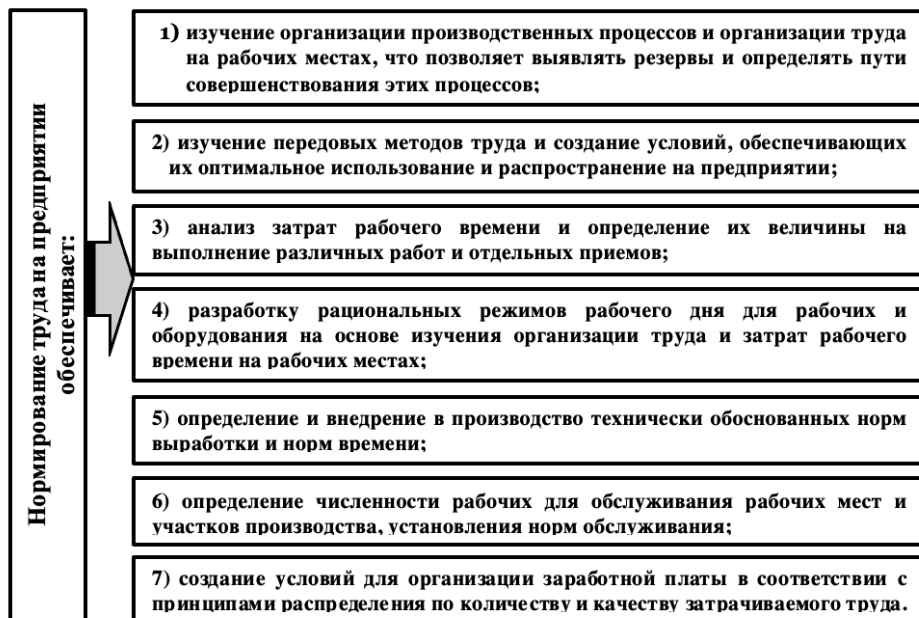 Нормирование труда на предприятии
обеспечивает:
1) изучение организации производственных процессов и организации труда
на рабочих местах, что позволяет выявлять резервы и определять пути
совершенствования этих процессов;
2) изучение передовых методов труда и создание условий, обеспечивающих
их оптимальное использование и распространение на предприятии;
3) анализ затрат рабочего времени и определение их величины на
выполнение различных работ и отдельных приемов;
4) разработку рациональных режимов рабочего дня для рабочих и
оборудования на основе изучения организации труда и затрат рабочего
времени на рабочих местах;
5) определение и внедрение в производство технически обоснованных норм
выработки и норм времени;
6) определение численности рабочих для обслуживания рабочих мест и
участков производства, установления норм обслуживания;
7) создание условий для организации заработной платы в соответствии с
принципами распределения по количеству и качеству затрачиваемого труда.